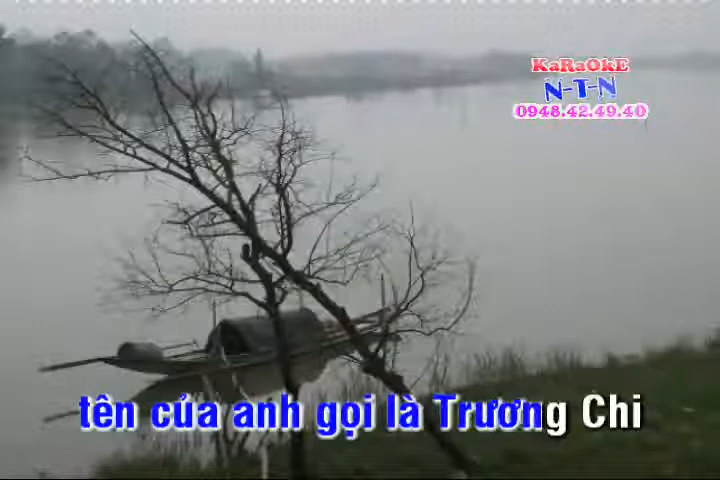 KaRaOkE
N-T-N
0948.42.49.40
tên của anh gọi là Trương Chi